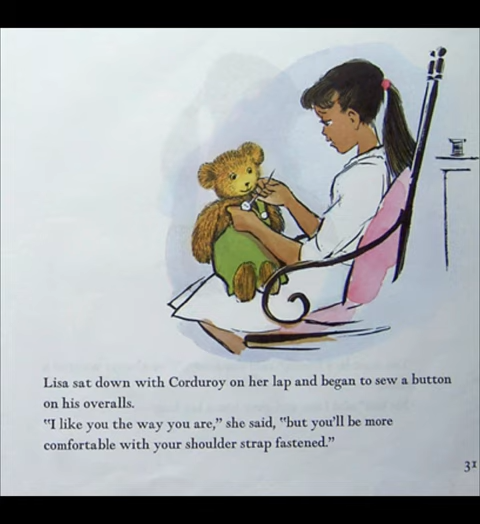 Lisa sat down with Corduroy on her lap and began to sew a button
on his overalls.
"I like you the way you are," she said, "but you'll be more
comfortable with your shoulder strap fastened."
31